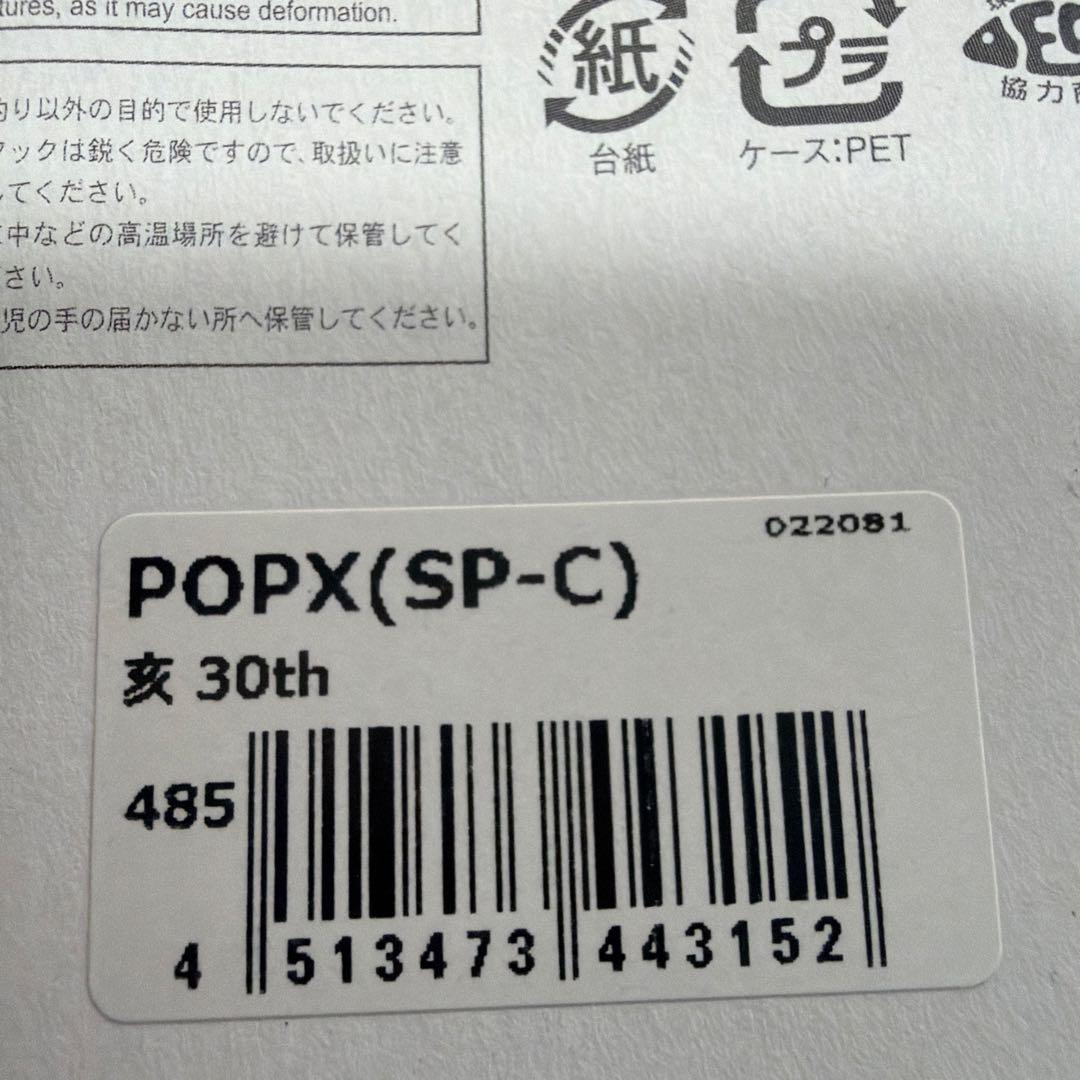 as it may cause deformation.
以外の目的で使用しないでください。
は鋭く危険ですので、取扱いに注意
してください。
中などの高温場所を避けて保管してく
ださい。
児の手の届かない所へ保管してください。
紙
台紙
プラ
ケース:PET
協力
022081
POPX(SP-C)
亥 30th
485
4 513473 443152